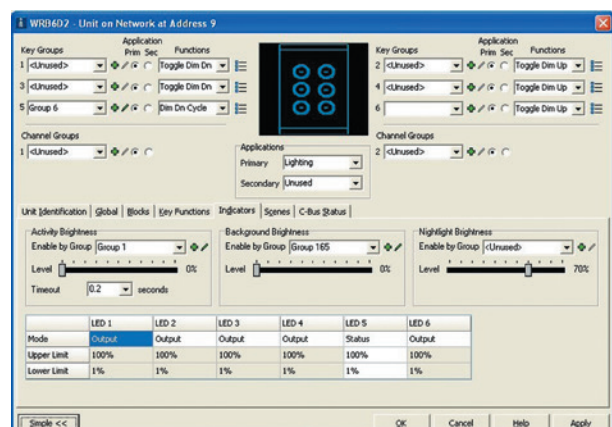 WRB6D2 - Unit on Network at Address 9
Application
Key Groups Prim Sec Functions
1 <Unused> Toggle Dim Dn
3 <Unused> Toggle Dim Dn
5 Group 6 Dim Dn Cycle
Channel Groups
1 <Unused>
Application
Key Groups Prim Sec Functions
2 <Unused> Toggle Dim Up
4 <Unused> Toggle Dim Up
6 Toggle Dim Up
Channel Groups
2 <Unused>
Applications
Primary Lighting
Secondary Unused
Unit Identification Global Blocks Key Functions Indicators Scenes C-Bus Status
Activity Brightness
Enable by Group Group 1
Level 0%
Timeout 0.2 seconds
Background Brightness
Enable by Group Group 165
Level 0%
Nightlight Brightness
Enable by Group <Unused>
Level 70%
LED 1 LED 2 LED 3 LED 4 LED 5 LED 6
Mode Output Output Output Output Status Output
Upper Limit 100% 100% 100% 100% 100% 100%
Lower Limit 1% 1% 1% 1% 1% 1%
Simple << OK Cancel Help Apply